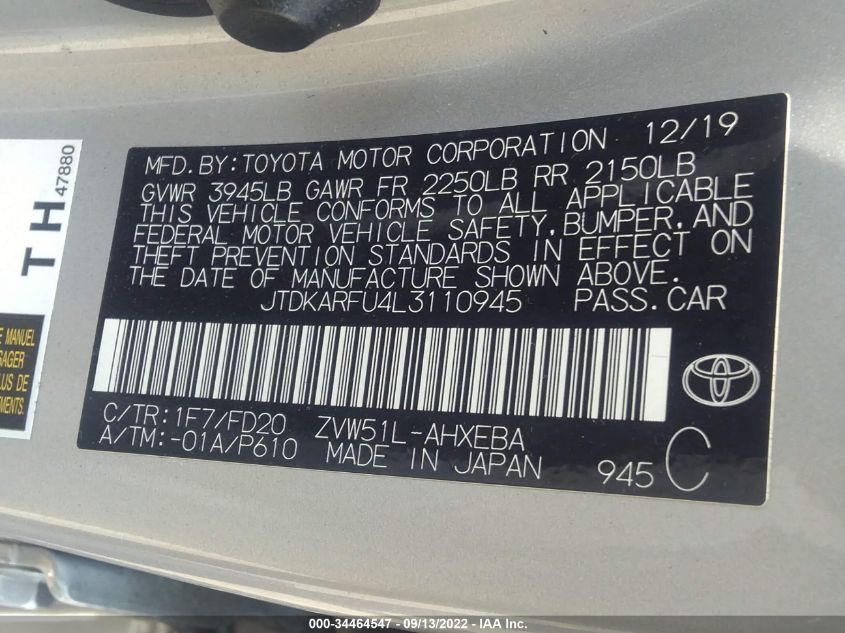 12/19
MFD. BY: TOYOTA MOTOR CORPORATION
GVWR 3945LB GAWR FR 2250LB RR 2150LB
THIS VEHICLE CONFORMS TO ALL APPLICABLE
FEDERAL MOTOR VEHICLE SAFETY, BUMPER, AND
THEFT PREVENTION STANDARDS IN EFFECT ON
THE DATE OF MANUFACTURE SHOWN ABOVE.
JTDKARFU4L3110945 PASS. CAR
C/TR: 1F7/FD20 ZVW51L-AHXEBA
A/TM: -01A/P610 MADE IN JAPAN
945 C
TH
47880
E MANUEL
LUS DE
000-34464547 - 09/13/2022 - IAA Inc.